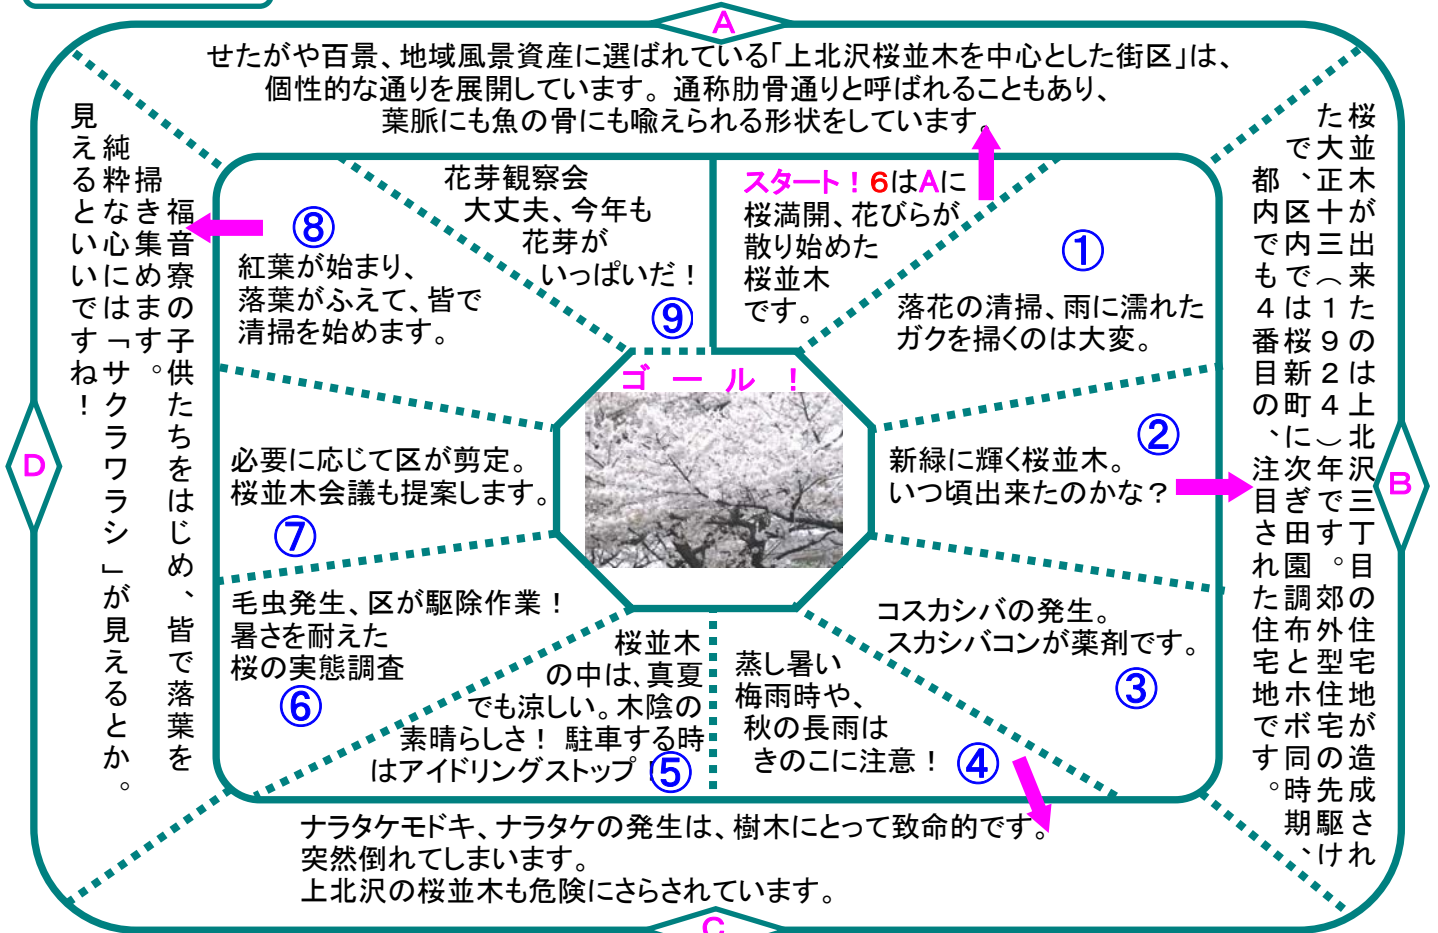 A
せたがや百景、地域風景資産に選ばれている「上北沢桜並木を中心とした街区」は、
個性的な通りを展開しています。通称肋骨通りと呼ばれることもあり、
葉脈にも魚の骨にも喩えられる形状をしています。
スタート！6はAに
桜満開、花びらが
散り始めた
桜並木
です。
①
落花の清掃、雨に濡れた
ガクを掃くのは大変。
②
新緑に輝く桜並木。
いつ頃出来たのかな？
B
桜並木が出来たのは上北沢三丁目の住宅地が造成され
た大正十三（１９２４）年です。郊外型住宅の先駆け
で、区内では桜新町に次ぎ田園調布とホボ同時期、
都内でも４番目の、注目された住宅地です。
コスカシバの発生。
スカシバコンが薬剤です。
③
蒸し暑い
梅雨時や、
秋の長雨は
きのこに注意！
④
C
ナラタケモドキ、ナラタケの発生は、樹木にとって致命的です。
突然倒れてしまいます。
上北沢の桜並木も危険にさらされています。
桜並木
の中は、真夏
でも涼しい。木陰の
素晴らしさ！ 駐車する時
はアイドリングストップ！
⑤
毛虫発生、区が駆除作業！
暑さを耐えた
桜の実態調査
⑥
必要に応じて区が剪定。
桜並木会議も提案します。
⑦
⑧
紅葉が始まり、
落葉がふえて、皆で
清掃を始めます。
D
福音寮の子供たちをはじめ、皆で落葉を
掃き集めます。
純粋な心には「サクラワラシ」が見えるとか。
見えるといいですね！
花芽観察会
大丈夫、今年も
花芽が
いっぱいだ！
⑨
ゴール！